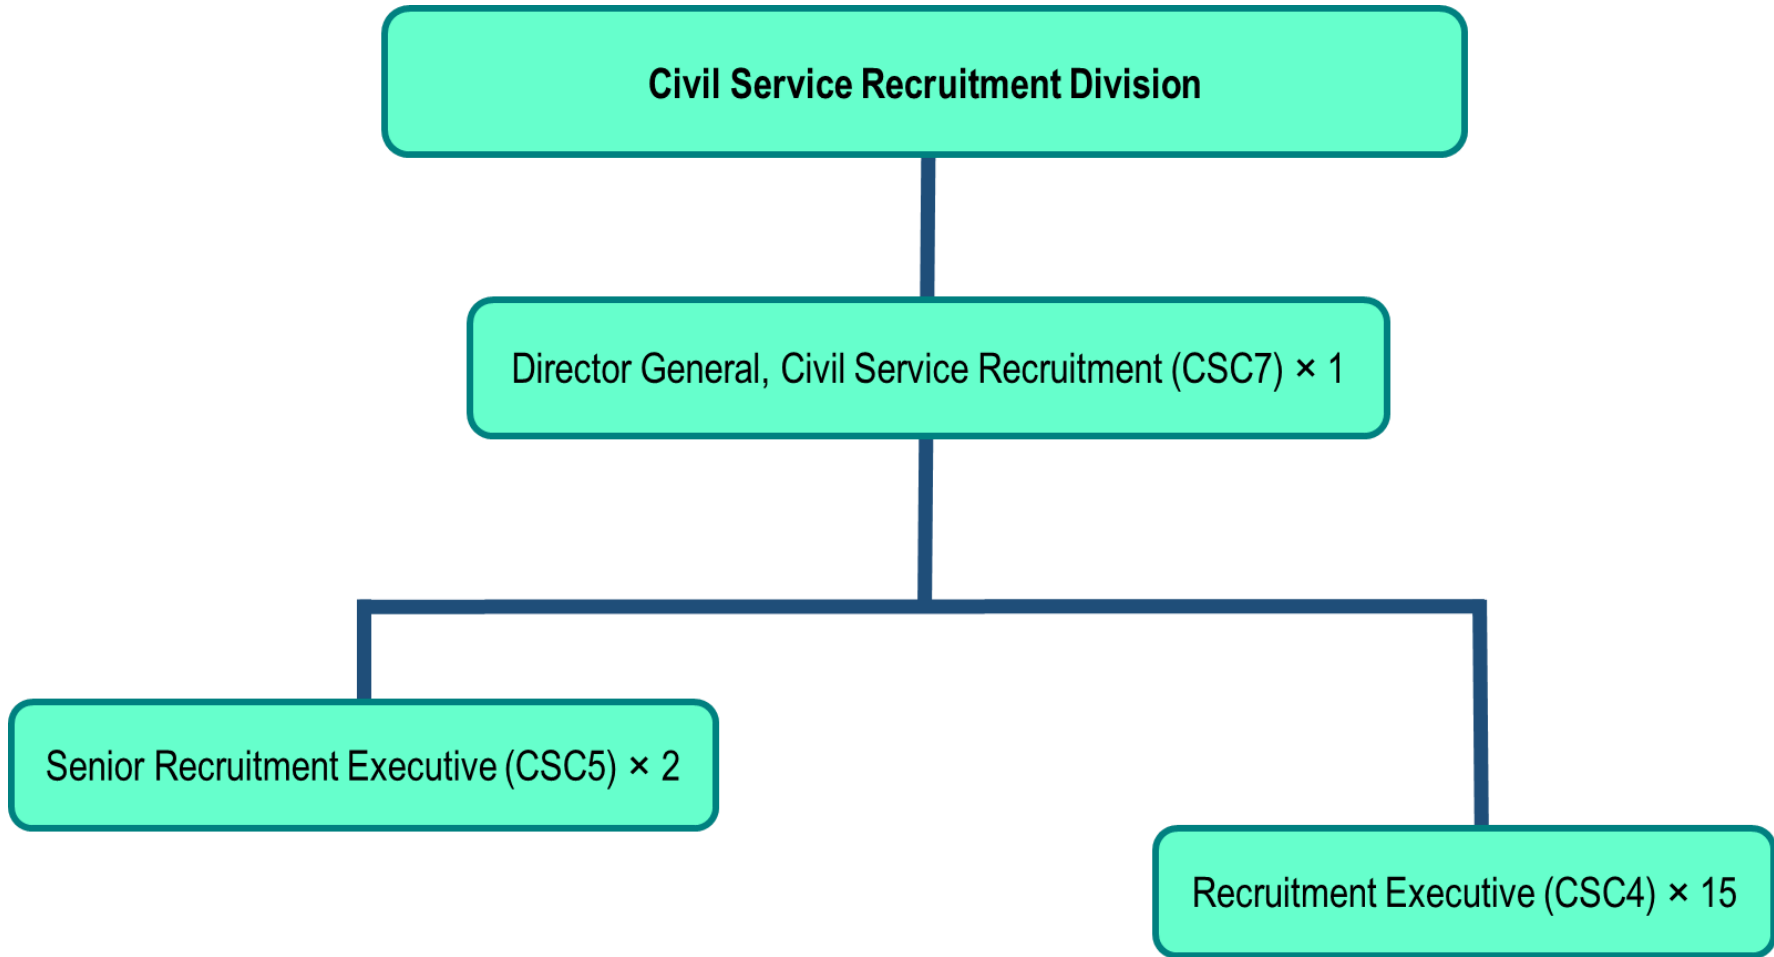 Civil Service Recruitment Division
Director General, Civil Service Recruitment (CSC7) × 1
Senior Recruitment Executive (CSC5) × 2
Recruitment Executive (CSC4) × 15